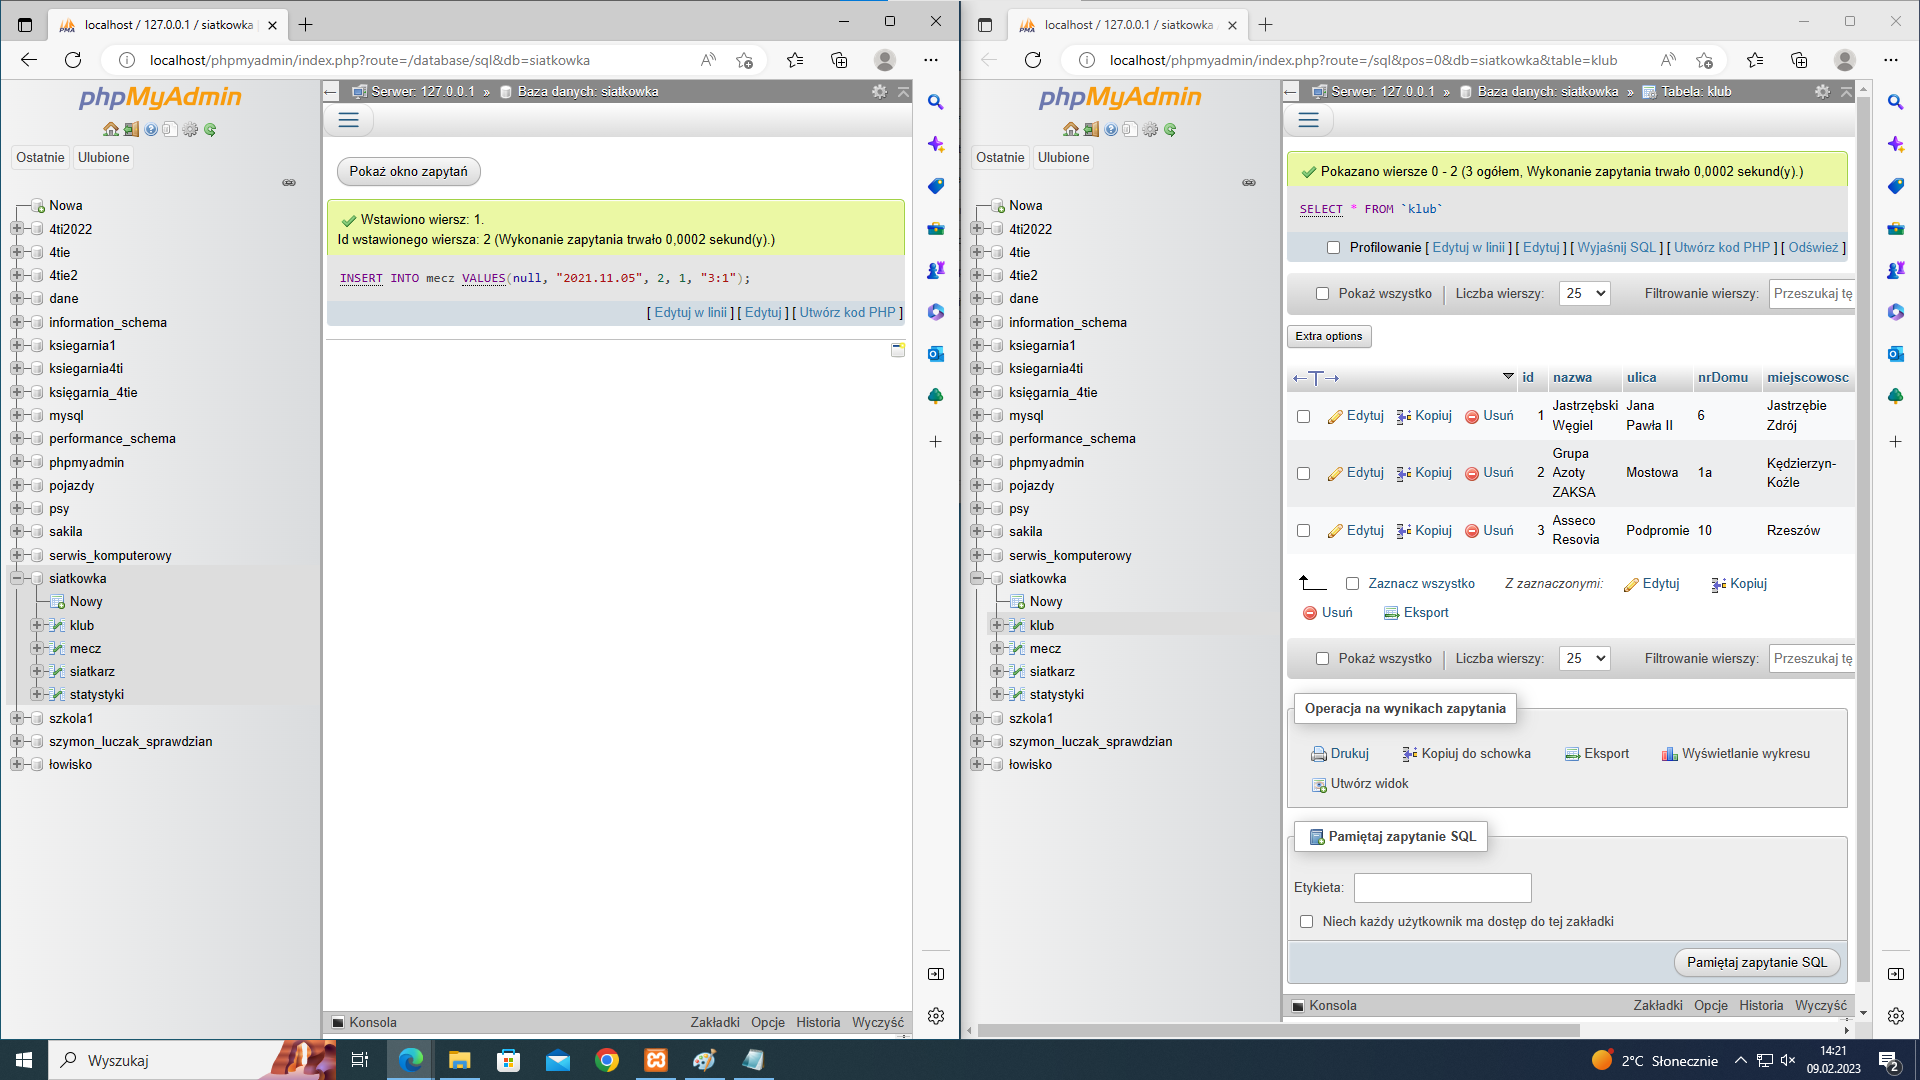 localhost / 127.0.0.1 / siatkowka
localhost/phpmyadmin/index.php?route=/database/sql&db=siatkowka
phpMyAdmin
Ostatnie Ulubione
Nowa
4ti2022
4tie
4tie2
dane
information_schema
ksiegarnia1
ksiegarnia4ti
księgarnia_4tie
mysql
performance_schema
phpmyadmin
pojazdy
psy
sakila
serwis_komputerowy
siatkowka
Nowy
klub
mecz
siatkarz
statystyki
szkola1
szymon_luczak_sprawdzian
łowisko
Serwer: 127.0.0.1 » Baza danych: siatkowka
Pokaż okno zapytań
Wstawiono wiersz: 1.
Id wstawionego wiersza: 2 (Wykonanie zapytania trwało 0,0002 sekund(y).)
INSERT INTO mecz VALUES(null, "2021.11.05", 2, 1, "3:1");
[ Edytuj w linii ] [ Edytuj ] [ Utwórz kod PHP ]
Konsola Zakładki Opcje Historia Wyczyść
localhost / 127.0.0.1 / siatkowka
localhost/phpmyadmin/index.php?route=/sql&pos=0&db=siatkowka&table=klub
phpMyAdmin
Ostatnie Ulubione
Nowa
4ti2022
4tie
4tie2
dane
information_schema
ksiegarnia1
ksiegarnia4ti
księgarnia_4tie
mysql
performance_schema
phpmyadmin
pojazdy
psy
sakila
serwis_komputerowy
siatkowka
Nowy
klub
mecz
siatkarz
statystyki
szkola1
szymon_luczak_sprawdzian
łowisko
Serwer: 127.0.0.1 » Baza danych: siatkowka » Tabela: klub
Pokazano wiersze 0 - 2 (3 ogółem, Wykonanie zapytania trwało 0,0002 sekund(y).)
SELECT * FROM `klub`
Profilowanie [ Edytuj w linii ] [ Edytuj ] [ Wyjaśnij SQL ] [ Utwórz kod PHP ] [ Odśwież ]
Pokaż wszystko Liczba wierszy: 25 Filtrowanie wierszy: Przeszukaj tę
Extra options
id nazwa ulica nrDomu miejscowosc
Edytuj Kopiuj Usuń 1 Jastrzębski Węgiel Jana Pawła II 6 Jastrzębie Zdrój
Edytuj Kopiuj Usuń 2 Grupa Azoty ZAKSA Mostowa 1a Kędzierzyn-Koźle
Edytuj Kopiuj Usuń 3 Asseco Resovia Podpromie 10 Rzeszów
Zaznacz wszystko Z zaznaczonymi: Edytuj Kopiuj
Usuń Eksport
Pokaż wszystko Liczba wierszy: 25 Filtrowanie wierszy: Przeszukaj tę
Operacja na wynikach zapytania
Drukuj Kopiuj do schowka Eksport Wyświetlanie wykresu
Utwórz widok
Pamiętaj zapytanie SQL
Etykieta:
Niech każdy użytkownik ma dostęp do tej zakładki
Pamiętaj zapytanie SQL
Konsola Zakładki Opcje Historia Wyczyść
Wyszukaj
2°C Słonecznie
14:21
09.02.2023
2